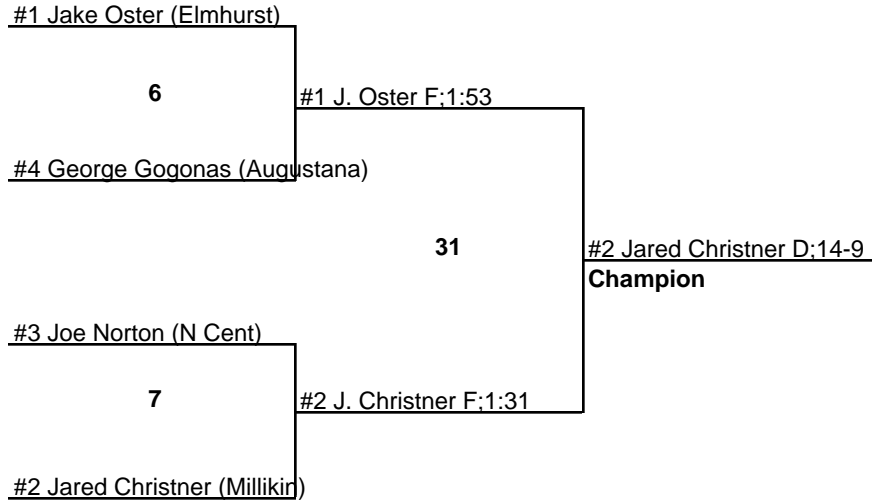 #1 Jake Oster (Elmhurst)
6
#1 J. Oster F;1:53
#4 George Gogonas (Augustana)
31
#2 Jared Christner D;14-9
Champion
#3 Joe Norton (N Cent)
7
#2 J. Christner F;1:31
#2 Jared Christner (Millikin)